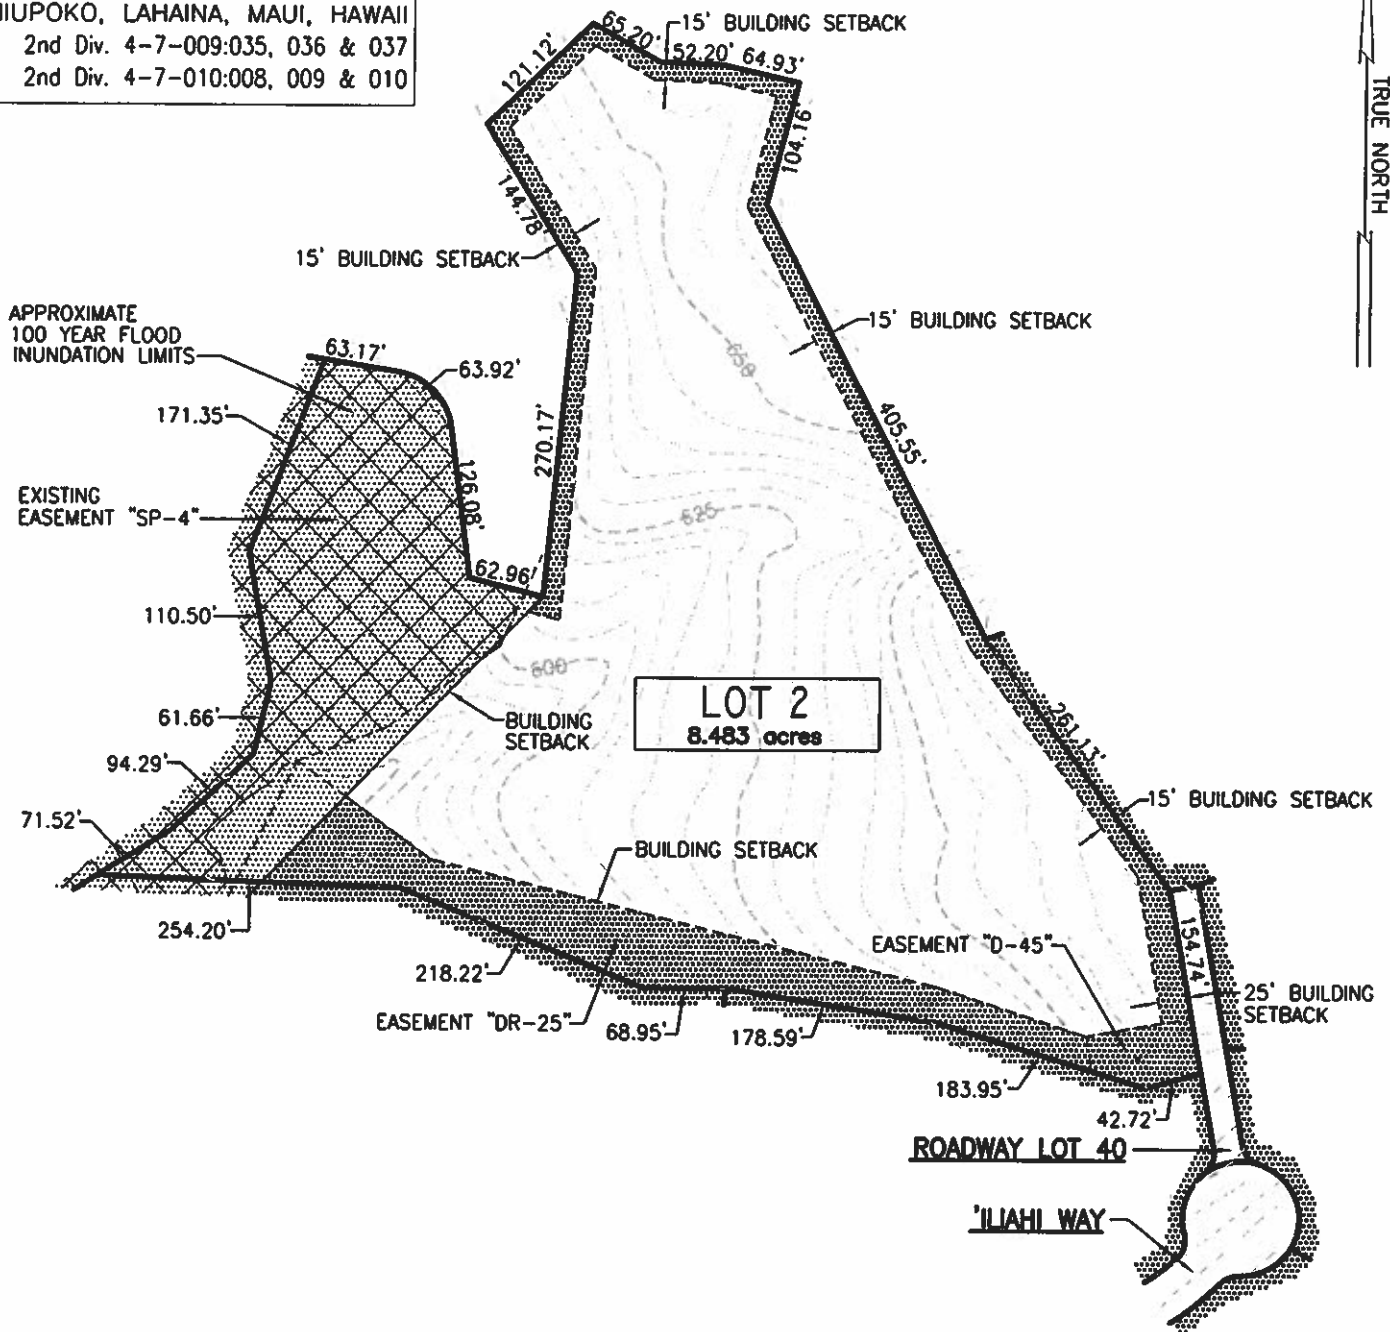 LAHAINA, MAUI, HAWAII
2nd Div. 4-7-009:035, 036 & 037
2nd Div. 4-7-010:008, 009 & 010
TRUE NORTH
65.20'
15' BUILDING SETBACK
52.20' 64.93'
121.12'
104.16'
144.78'
15' BUILDING SETBACK
APPROXIMATE
100 YEAR FLOOD
INUNDATION LIMITS
63.17'
63.92'
15' BUILDING SETBACK
650
171.35'
270.17'
405.55'
EXISTING
EASEMENT "SP-4"
126.08'
625
62.96'
110.50'
600
LOT 2
8.483 acres
61.66'
BUILDING
SETBACK
261.13'
94.29'
15' BUILDING SETBACK
71.52'
BUILDING SETBACK
254.20'
218.22'
EASEMENT "D-45"
154.74'
25' BUILDING
SETBACK
EASEMENT "DR-25"
68.95'
178.59'
183.95'
42.72'
ROADWAY LOT 40
'ILIAHI WAY